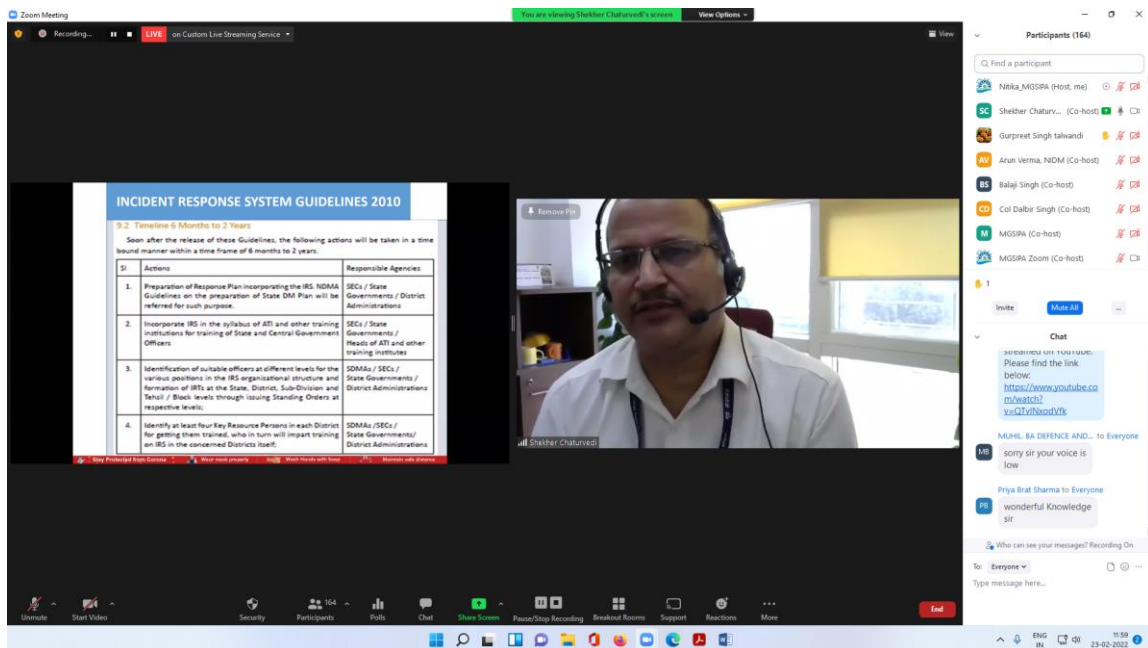 Zoom Meeting
You are viewing Shekher Chaturvedi's screen
View Options
Recording...
LIVE
on Custom Live Streaming Service
View
INCIDENT RESPONSE SYSTEM GUIDELINES 2010
9.2 Timeline 6 Months to 2 Years
Soon after the release of these Guidelines, the following actions will be taken in a time
bound manner within a time frame of 6 months to 2 years.
Sl Actions Responsible Agencies
1. Preparation of Response Plan incorporating the IRS. NDMA
Guidelines on the preparation of State DM Plan will be
referred for such purpose.
SECs / State
Governments / District
Administrations
2. Incorporate IRS in the syllabus of ATI and other training
institutions for training of State and Central Government
Officers
SECs / State
Governments /
Heads of ATI and other
training institutes
3. Identification of suitable officers at different levels for the
various positions in the IRS organisational structure and
formation of IRTs at the State, District, Sub-Division and
Tehsil / Block levels through issuing Standing Orders at
respective levels;
SDMAs / SECs /
State Governments /
District Administrations
4. Identify at least four Key Resource Persons in each District
for getting them trained, who in turn will impart training
on IRS in the concerned Districts itself;
SDMAs /SECs /
State Governments/
District Administrations
Stay Protected from Corona
Wear mask properly
Wash Hands with Soap
Maintain safe distance
Remove Pin
Shekher Chaturvedi
Participants (164)
Find a participant
Nitika_MGSIPA (Host, me)
SC Shekher Chaturv... (Co-host)
Gurpreet Singh talwandi
AV Arun Verma, NIDM (Co-host)
BS Balaji Singh (Co-host)
CD Col Dalbir Singh (Co-host)
M MGSIPA (Co-host)
MGSIPA Zoom (Co-host)
1
Invite
Mute All
...
Chat
streamed on YouTube.
Please find the link
below:
https://www.youtube.co
m/watch?
MUHIL. BA DEFENCE AND... to Everyone
MB sorry sir your voice is
low
Priya Brat Sharma to Everyone
PB wonderful Knowledge
sir
Who can see your messages? Recording On
To: Everyone
Type message here...
Unmute
Start Video
Security
164
Participants
Polls
Chat
Share Screen
Pause/Stop Recording
Breakout Rooms
Support
Reactions
More
End
ENG
IN
11:59
23-02-2022
2